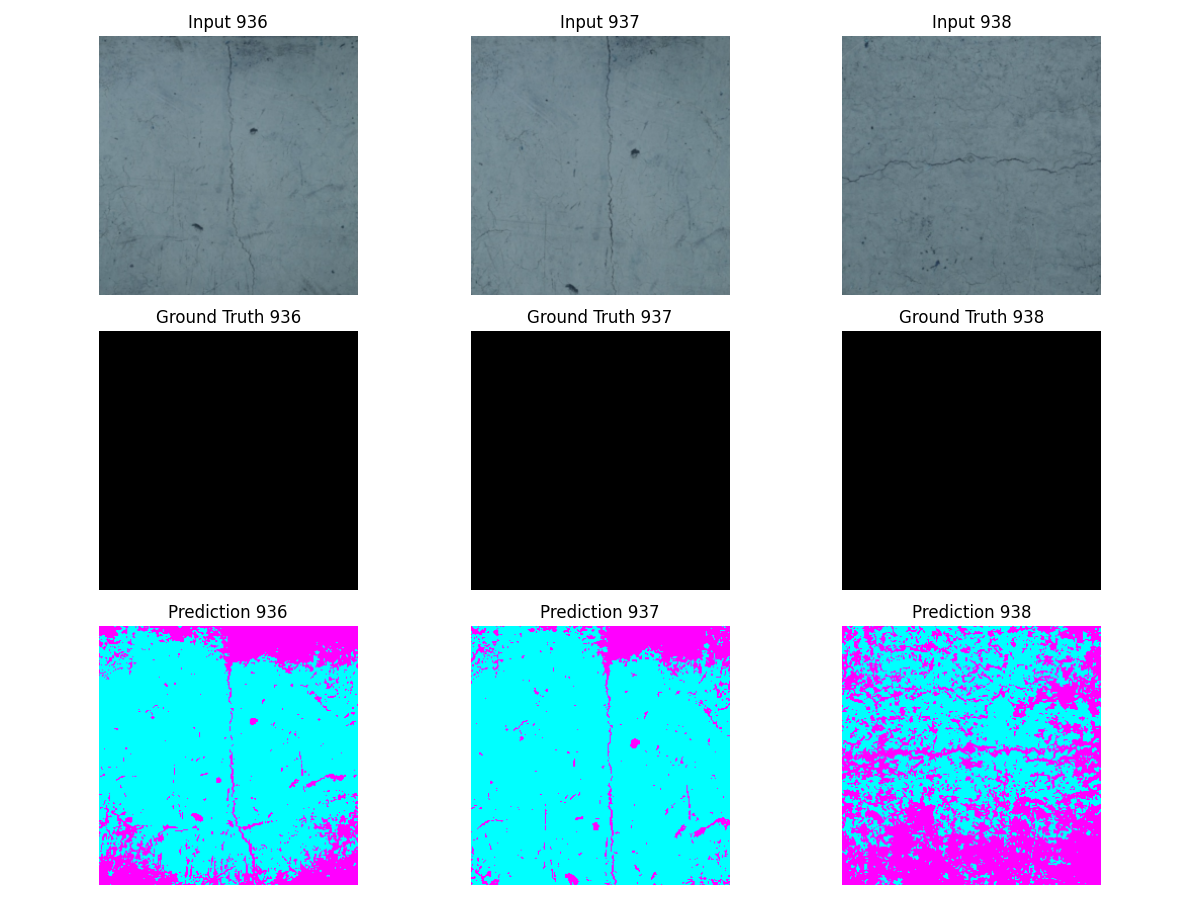 Input 936
Input 937
Input 938
Ground Truth 936
Ground Truth 937
Ground Truth 938
Prediction 936
Prediction 937
Prediction 938